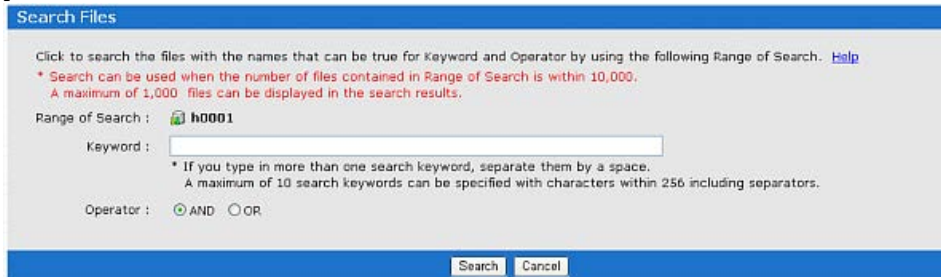 Search Files
Click to search the files with the names that can be true for Keyword and Operator by using the following Range of Search. Help
* Search can be used when the number of files contained in Range of Search is within 10,000.
A maximum of 1,000 files can be displayed in the search results.
Range of Search : h0001
Keyword :
* If you type in more than one search keyword, separate them by a space.
A maximum of 10 search keywords can be specified with characters within 256 including separators.
Operator : AND OR
Search Cancel